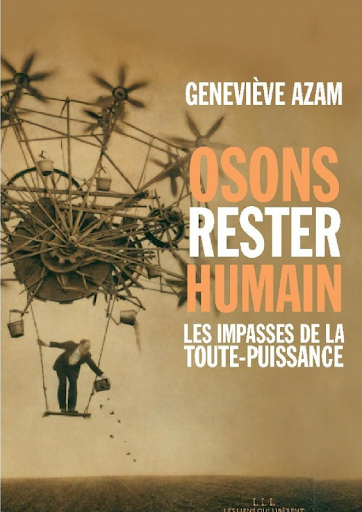 GENEVIÈVE AZAM
OSONS
RESTER
HUMAIN
LES IMPASSES DE LA
TOUTE-PUISSANCE
L.L.L.
LES LIENS QUI LIBÈRENT